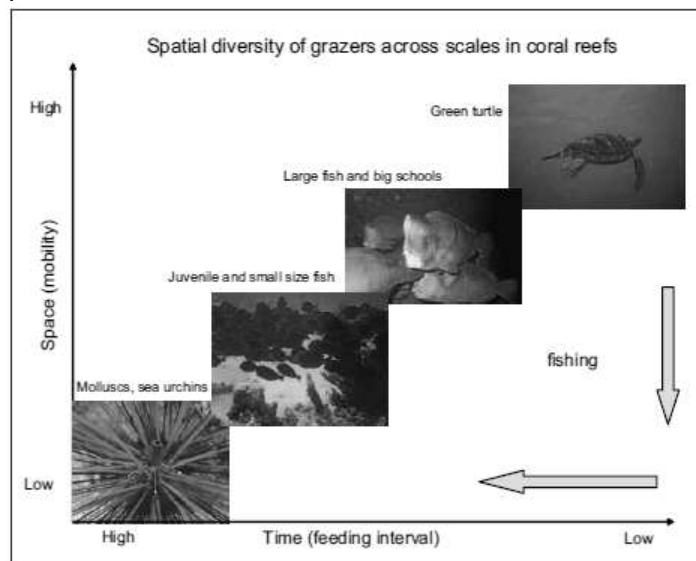 Spatial diversity of grazers across scales in coral reefs
High
Green turtle
Large fish and big schools
Space (mobility)
Juvenile and small size fish
fishing
Molluscs, sea urchins
Low
High
Time (feeding interval)
Low